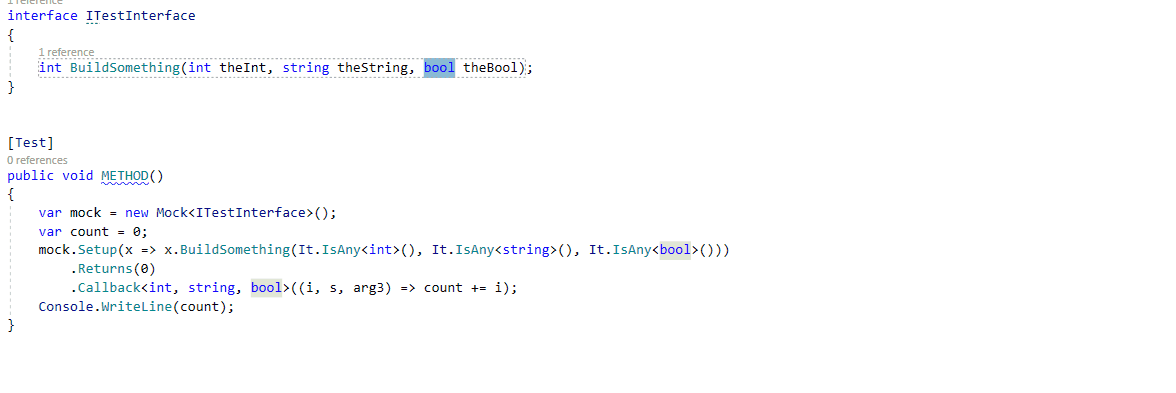 1 reference
interface ITestInterface
{
1 reference
int BuildSomething(int theInt, string theString, bool theBool);
}
[Test]
0 references
public void METHOD()
{
var mock = new Mock<ITestInterface>();
var count = 0;
mock.Setup(x => x.BuildSomething(It.IsAny<int>(), It.IsAny<string>(), It.IsAny<bool>()))
.Returns(0)
.Callback<int, string, bool>((i, s, arg3) => count += i);
Console.WriteLine(count);
}